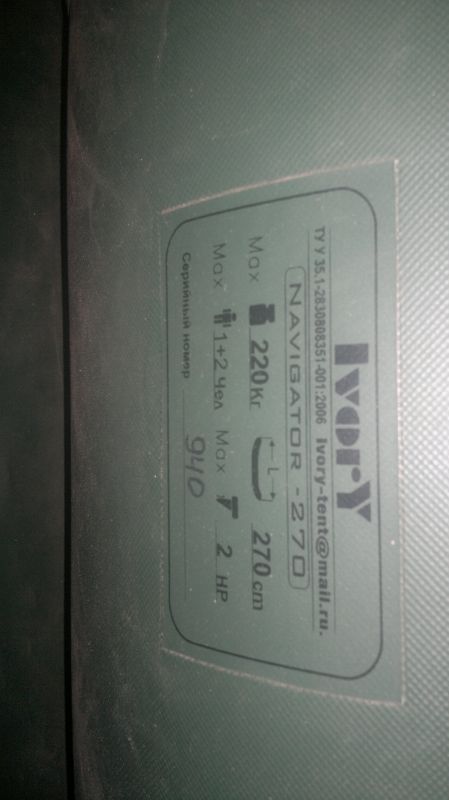 Ivory
ТУ У 35.1-2830808351-001:2006 ivory-tent@mail.ru.
NAVIGATOR -270
Max 220Кг L 270cm
Max 1+2 Чел Max 2 HP
Серийный номер 940